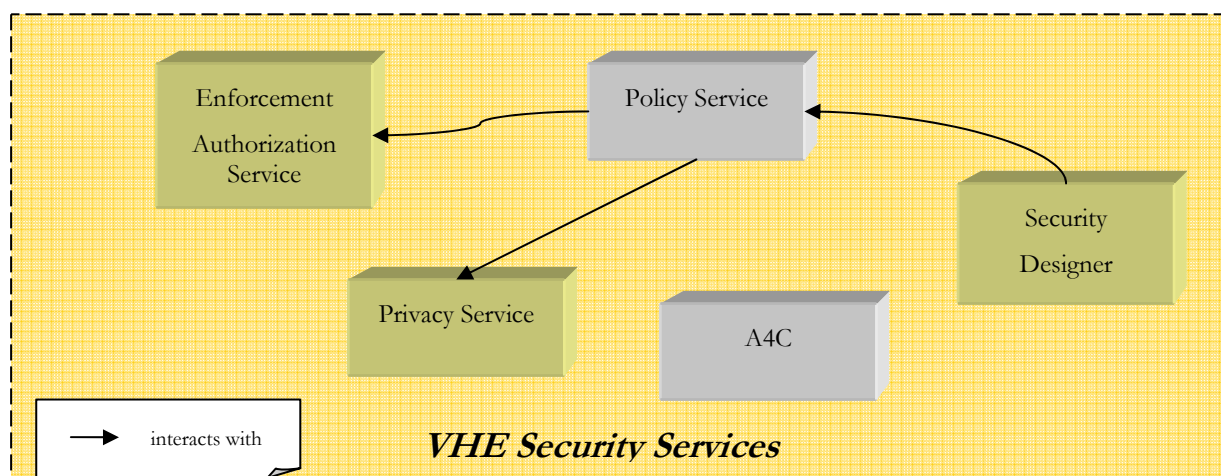 Enforcement
Authorization
Service
Policy Service
Security
Designer
Privacy Service
A4C
interacts with
VHE Security Services